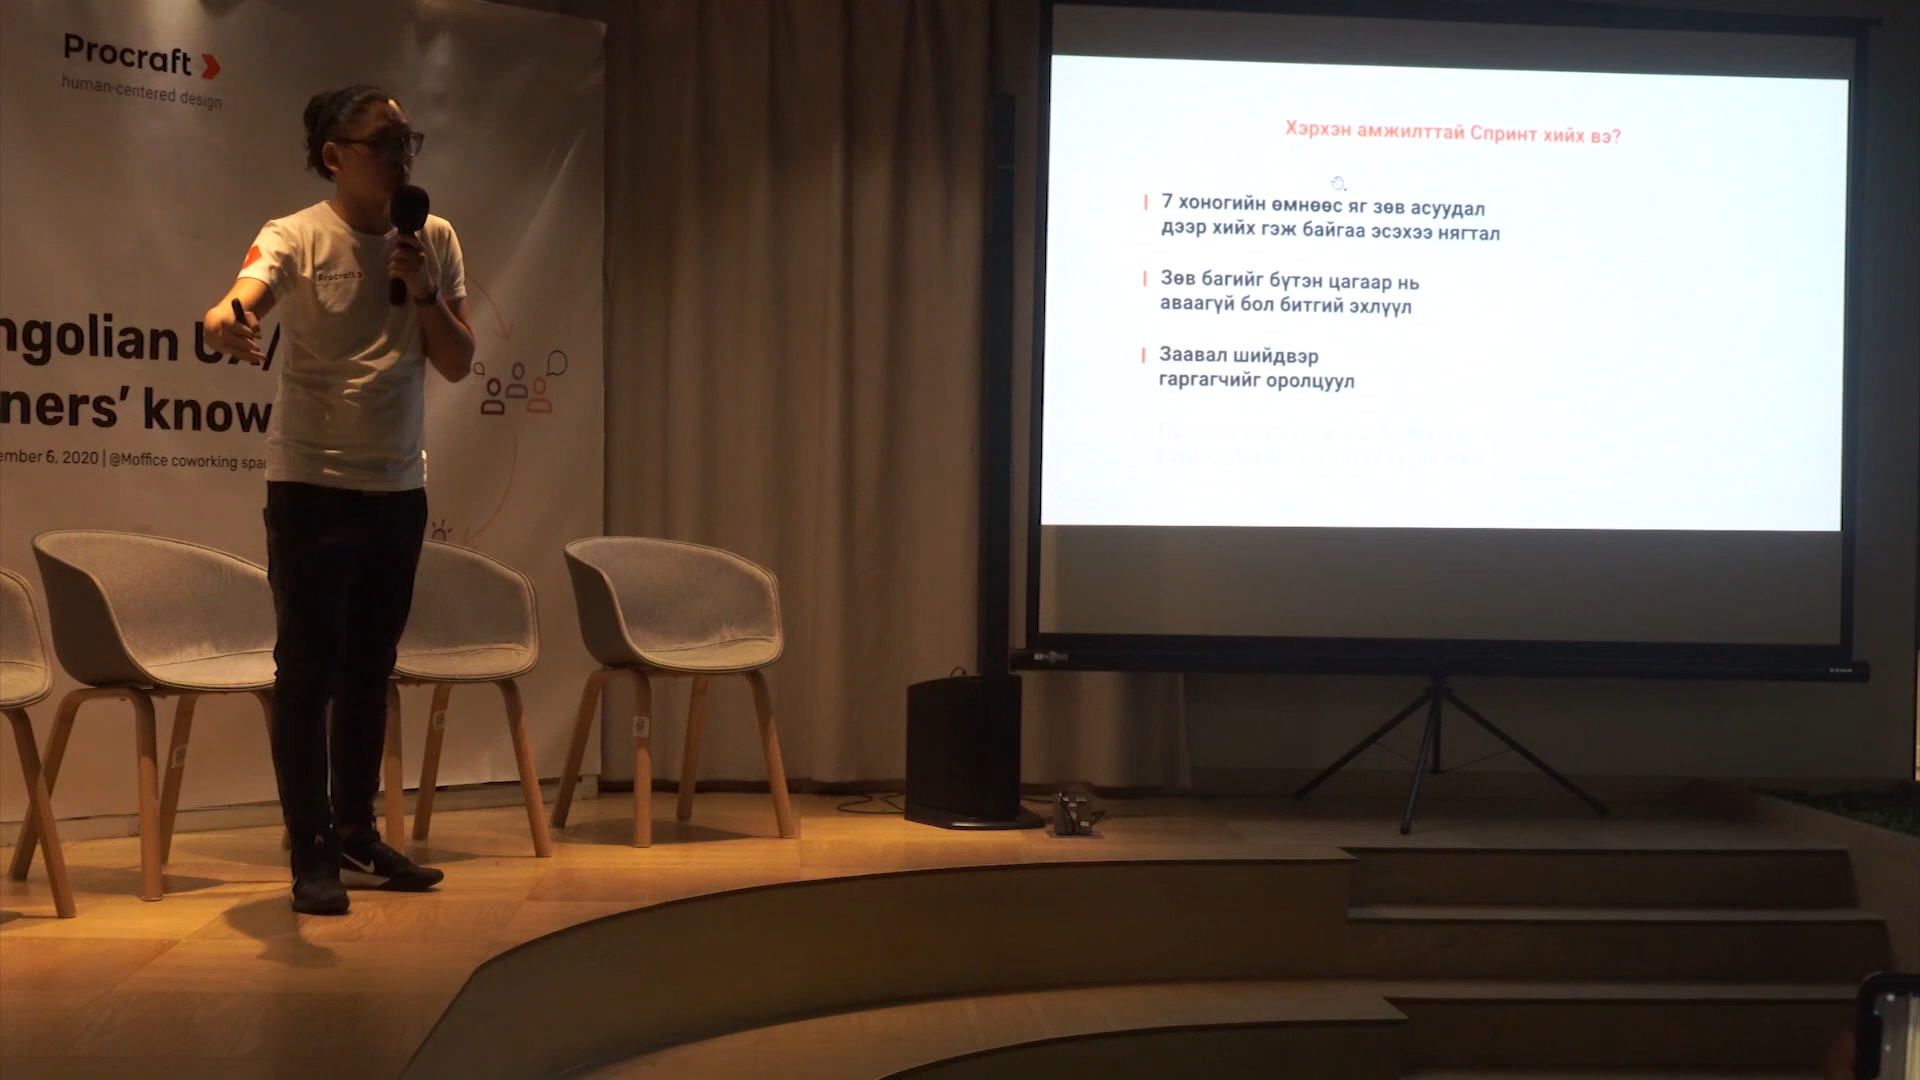 Procraft
human-centered design
ngolian UX/
ners’ know
ember 6, 2020 | @Moffice coworking spa
Procraft
Хэрхэн амжилттай Спринт хийх вэ?
7 хоногийн өмнөөс яг зөв асуудал
дээр хийх гэж байгаа эсэхээ нягтал
Зөв багийг бүтэн цагаар нь
аваагүй бол битгий эхлүүл
Заавал шийдвэр
гаргагчийг оролцуул